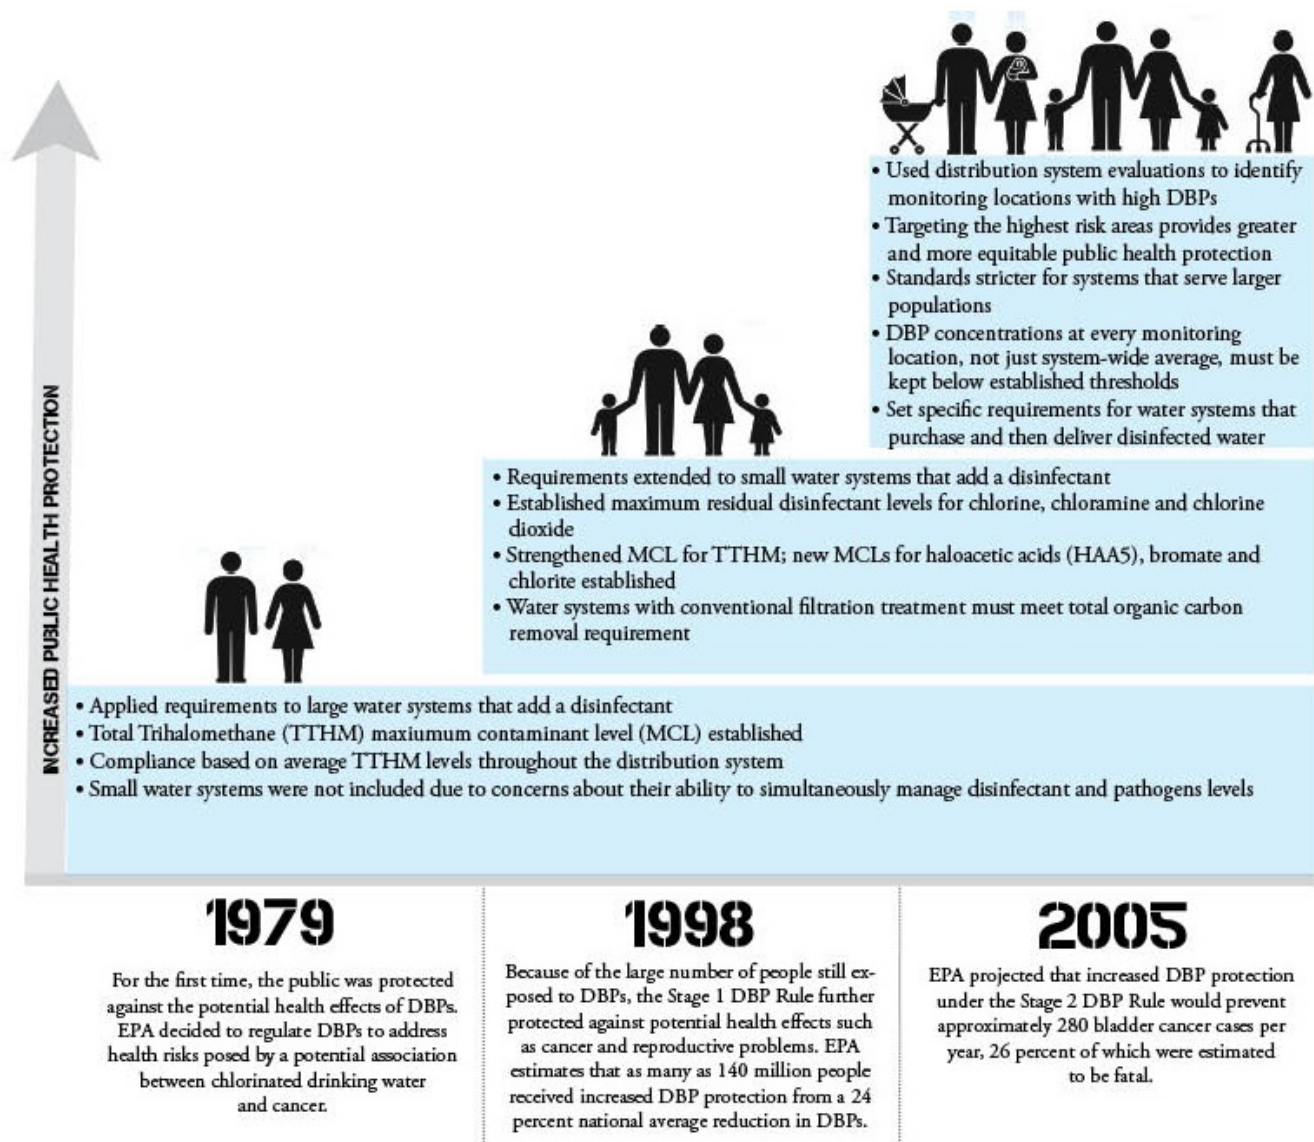 • Used distribution system evaluations to identify
monitoring locations with high DBPs
• Targeting the highest risk areas provides greater
and more equitable public health protection
• Standards stricter for systems that serve larger
populations
• DBP concentrations at every monitoring
location, not just system-wide average, must be
kept below established thresholds
• Set specific requirements for water systems that
purchase and then deliver disinfected water
INCREASED PUBLIC HEALTH PROTECTION
• Requirements extended to small water systems that add a disinfectant
• Established maximum residual disinfectant levels for chlorine, chloramine and chlorine
dioxide
• Strengthened MCL for TTHM; new MCLs for haloacetic acids (HAA5), bromate and
chlorite established
• Water systems with conventional filtration treatment must meet total organic carbon
removal requirement
• Applied requirements to large water systems that add a disinfectant
• Total Trihalomethane (TTHM) maxiumum contaminant level (MCL) established
• Compliance based on average TTHM levels throughout the distribution system
• Small water systems were not included due to concerns about their ability to simultaneously manage disinfectant and pathogens levels
1979
For the first time, the public was protected
against the potential health effects of DBPs.
EPA decided to regulate DBPs to address
health risks posed by a potential association
between chlorinated drinking water
and cancer.
1998
Because of the large number of people still ex-
posed to DBPs, the Stage 1 DBP Rule further
protected against potential health effects such
as cancer and reproductive problems. EPA
estimates that as many as 140 million people
received increased DBP protection from a 24
percent national average reduction in DBPs.
2005
EPA projected that increased DBP protection
under the Stage 2 DBP Rule would prevent
approximately 280 bladder cancer cases per
year, 26 percent of which were estimated
to be fatal.